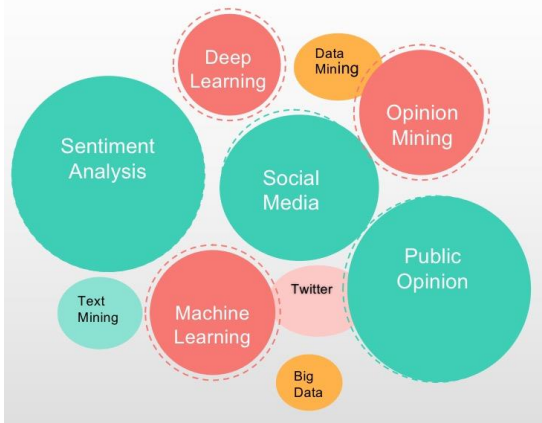 Deep
Learning
Data
Mining
Opinion
Mining
Sentiment
Analysis
Social
Media
Public
Opinion
Text
Mining
Machine
Learning
Twitter
Big
Data